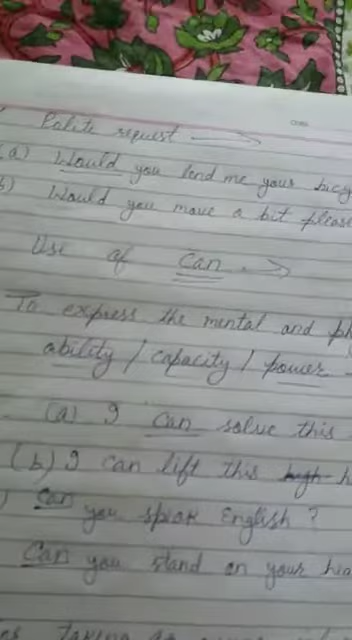 Polite request →
(a) Would you lend me your
b) Would you move a bit please
Use of can. →
To express the mental and
ability / capacity / power
(a) I can solve this
(b) I can lift this
Can you speak English ?
Can you stand on your